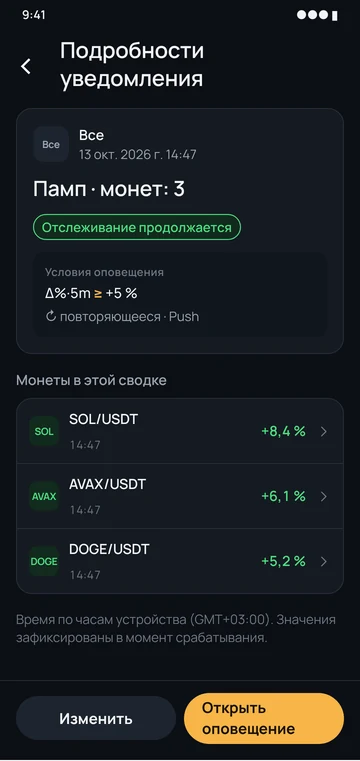 9:41
Подробности
уведомления
Все
Все
13 окт. 2026 г. 14:47
Памп · монет: 3
Отслеживание продолжается
Условия оповещения
Δ%·5m ≥ +5 %
↻ повторяющееся · Push
Монеты в этой сводке
SOL
SOL/USDT
14:47
+8,4 %
AVAX
AVAX/USDT
14:47
+6,1 %
DOGE
DOGE/USDT
14:47
+5,2 %
Время по часам устройства (GMT+03:00). Значения
зафиксированы в момент срабатывания.
Изменить
Открыть
оповещение